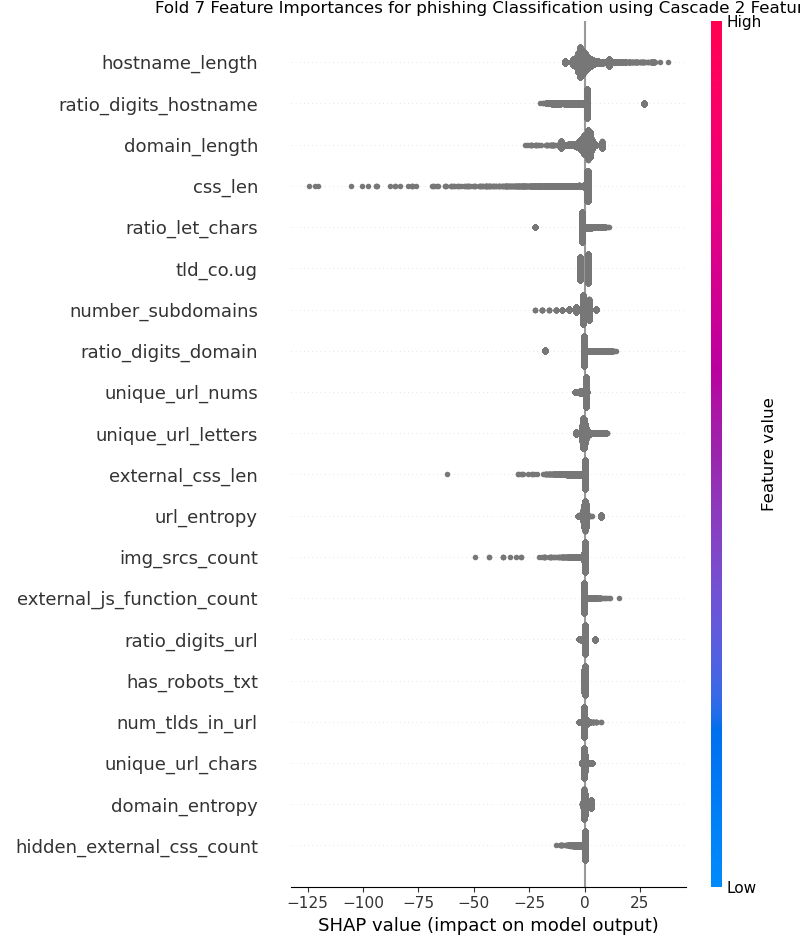 Fold 7 Feature Importances for phishing Classification using Cascade 2 Featur
High
hostname_length
ratio_digits_hostname
domain_length
css_len
ratio_let_chars
tld_co.ug
number_subdomains
ratio_digits_domain
unique_url_nums
unique_url_letters
external_css_len
url_entropy
img_srcs_count
external_js_function_count
ratio_digits_url
has_robots_txt
num_tlds_in_url
unique_url_chars
domain_entropy
hidden_external_css_count
Feature value
Low
−125 −100 −75 −50 −25 0 25
SHAP value (impact on model output)